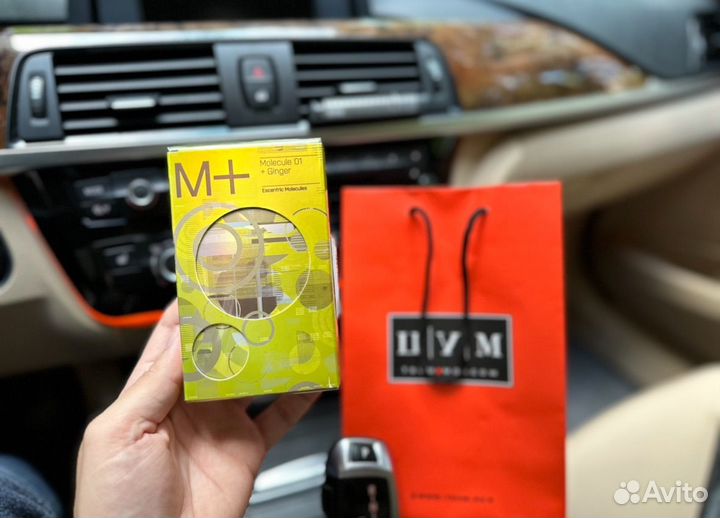 M+
Molecule 01
+ Ginger
Escentric Molecules
ЦУМ
Avito